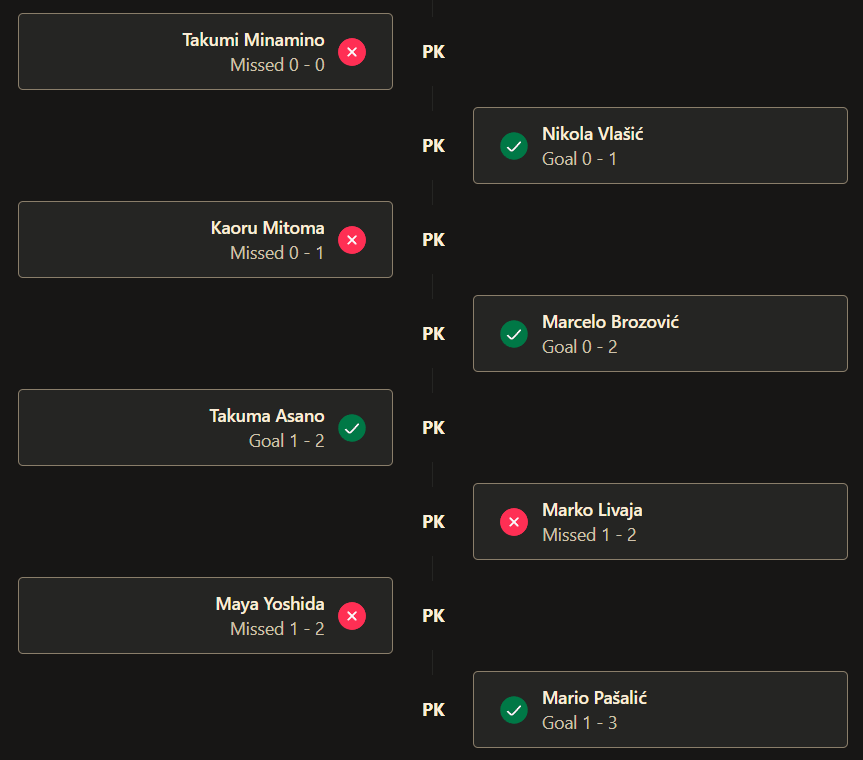 Takumi Minamino
Missed 0 - 0
PK
PK
Nikola Vlašić
Goal 0 - 1
Kaoru Mitoma
Missed 0 - 1
PK
PK
Marcelo Brozović
Goal 0 - 2
Takuma Asano
Goal 1 - 2
PK
PK
Marko Livaja
Missed 1 - 2
Maya Yoshida
Missed 1 - 2
PK
PK
Mario Pašalić
Goal 1 - 3